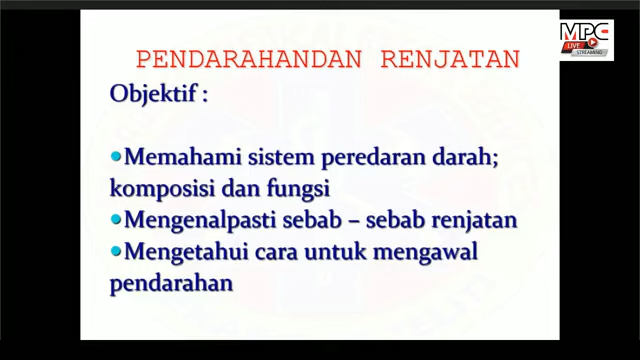 MPC
LIVE
STREAMING
PENDARAHANDAN RENJATAN
Objektif :
•Memahami sistem peredaran darah;
komposisi dan fungsi
•Mengenalpasti sebab – sebab renjatan
•Mengetahui cara untuk mengawal
pendarahan